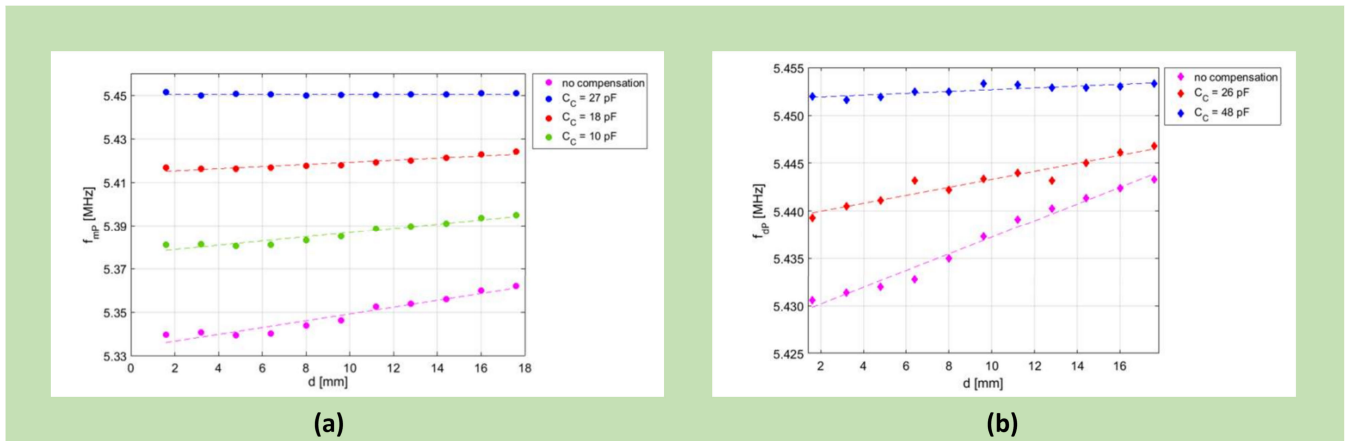 no compensation
C_C = 27 pF
C_C = 18 pF
C_C = 10 pF
5.45
5.43
5.41
5.39
5.37
5.35
5.33
f_mP [MHz]
0 2 4 6 8 10 12 14 16 18
d [mm]
(a)
no compensation
C_C = 26 pF
C_C = 48 pF
5.455
5.450
5.445
5.440
5.435
5.430
5.425
f_dP [MHz]
2 4 6 8 10 12 14 16
d [mm]
(b)